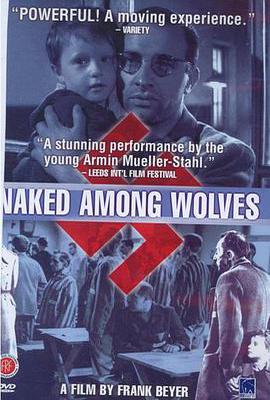 "POWERFUL! A moving experience."
– VARIETY
"A stunning performance by the
young Armin Mueller-Stahl."
– LEEDS INT'L FILM FESTIVAL
NAKED AMONG WOLVES
FRF
DVD
A FILM BY FRANK BEYER